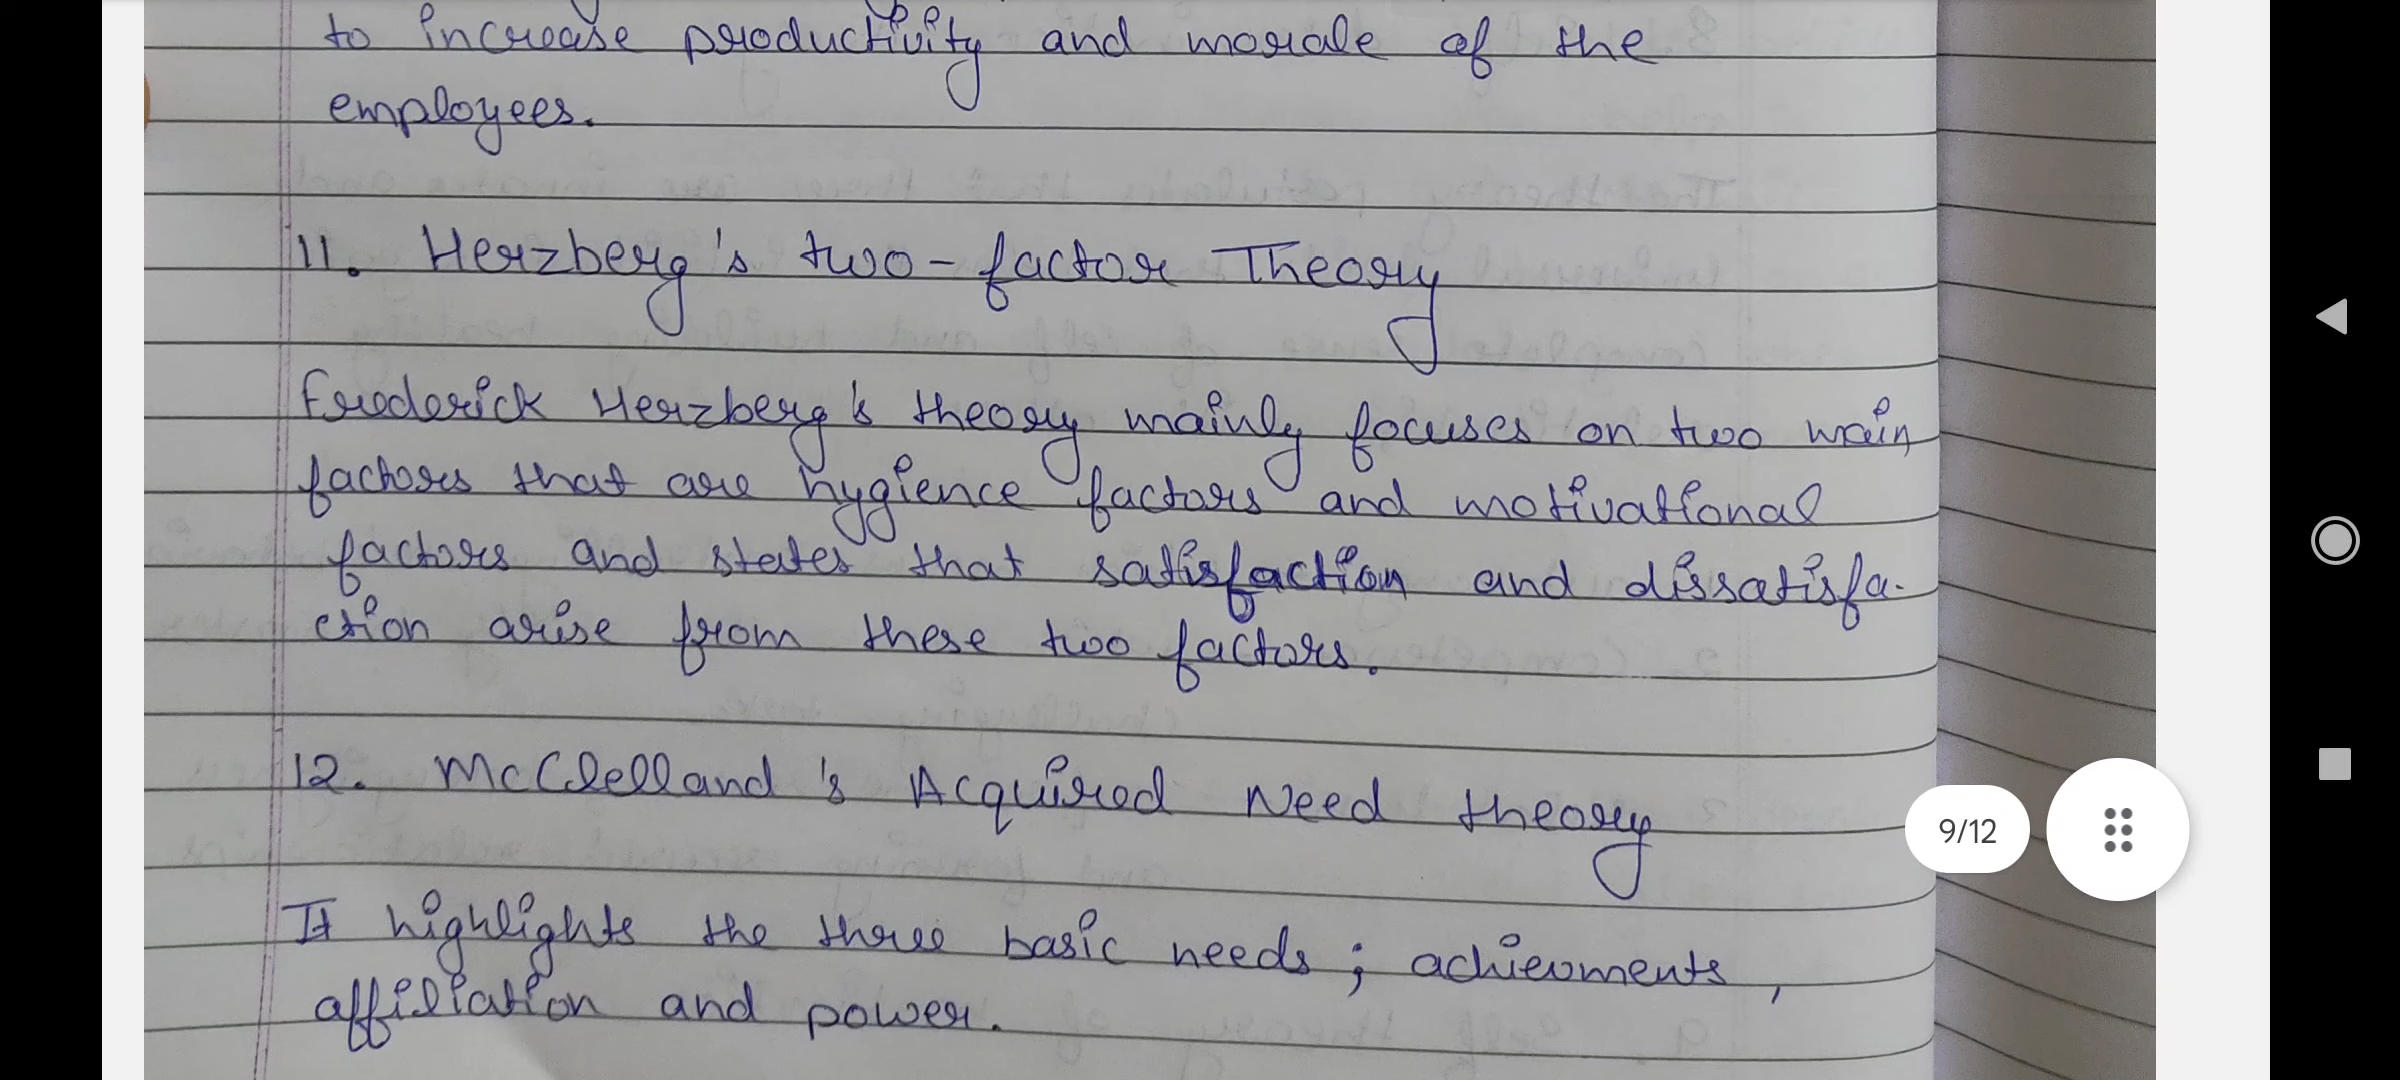 to increase productivity and morale of the
employees.
11. Herzberg's two-factor Theory
Frederick Herzberg's theory mainly focuses on two main
factors that are hygience factors and motivational
factors and states that satisfaction and dissatisfa-
ction arise from these two factors.
12. McClelland's Acquired Need theory
9/12
It highlights the three basic needs; achievments,
affiliation and power.